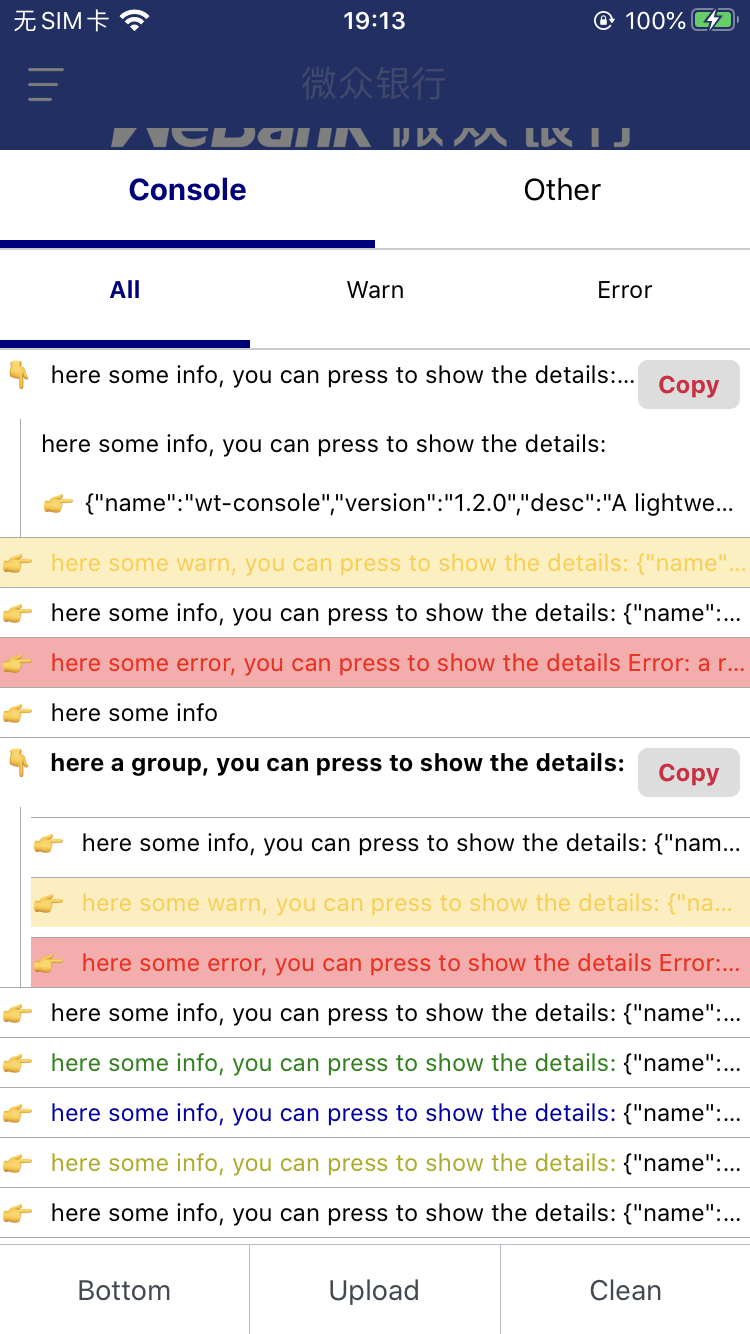 无SIM卡 19:13 100%
微众银行
WeBank 微众银行
Console Other
All Warn Error
here some info, you can press to show the details:... Copy
here some info, you can press to show the details:
{"name":"wt-console","version":"1.2.0","desc":"A lightwe...
here some warn, you can press to show the details: {"name"...
here some info, you can press to show the details: {"name":...
here some error, you can press to show the details Error: a r...
here some info
here a group, you can press to show the details: Copy
here some info, you can press to show the details: {"nam...
here some warn, you can press to show the details: {"na...
here some error, you can press to show the details Error:...
here some info, you can press to show the details: {"name":...
here some info, you can press to show the details: {"name":...
here some info, you can press to show the details: {"name":...
here some info, you can press to show the details: {"name":...
here some info, you can press to show the details: {"name":...
Bottom Upload Clean